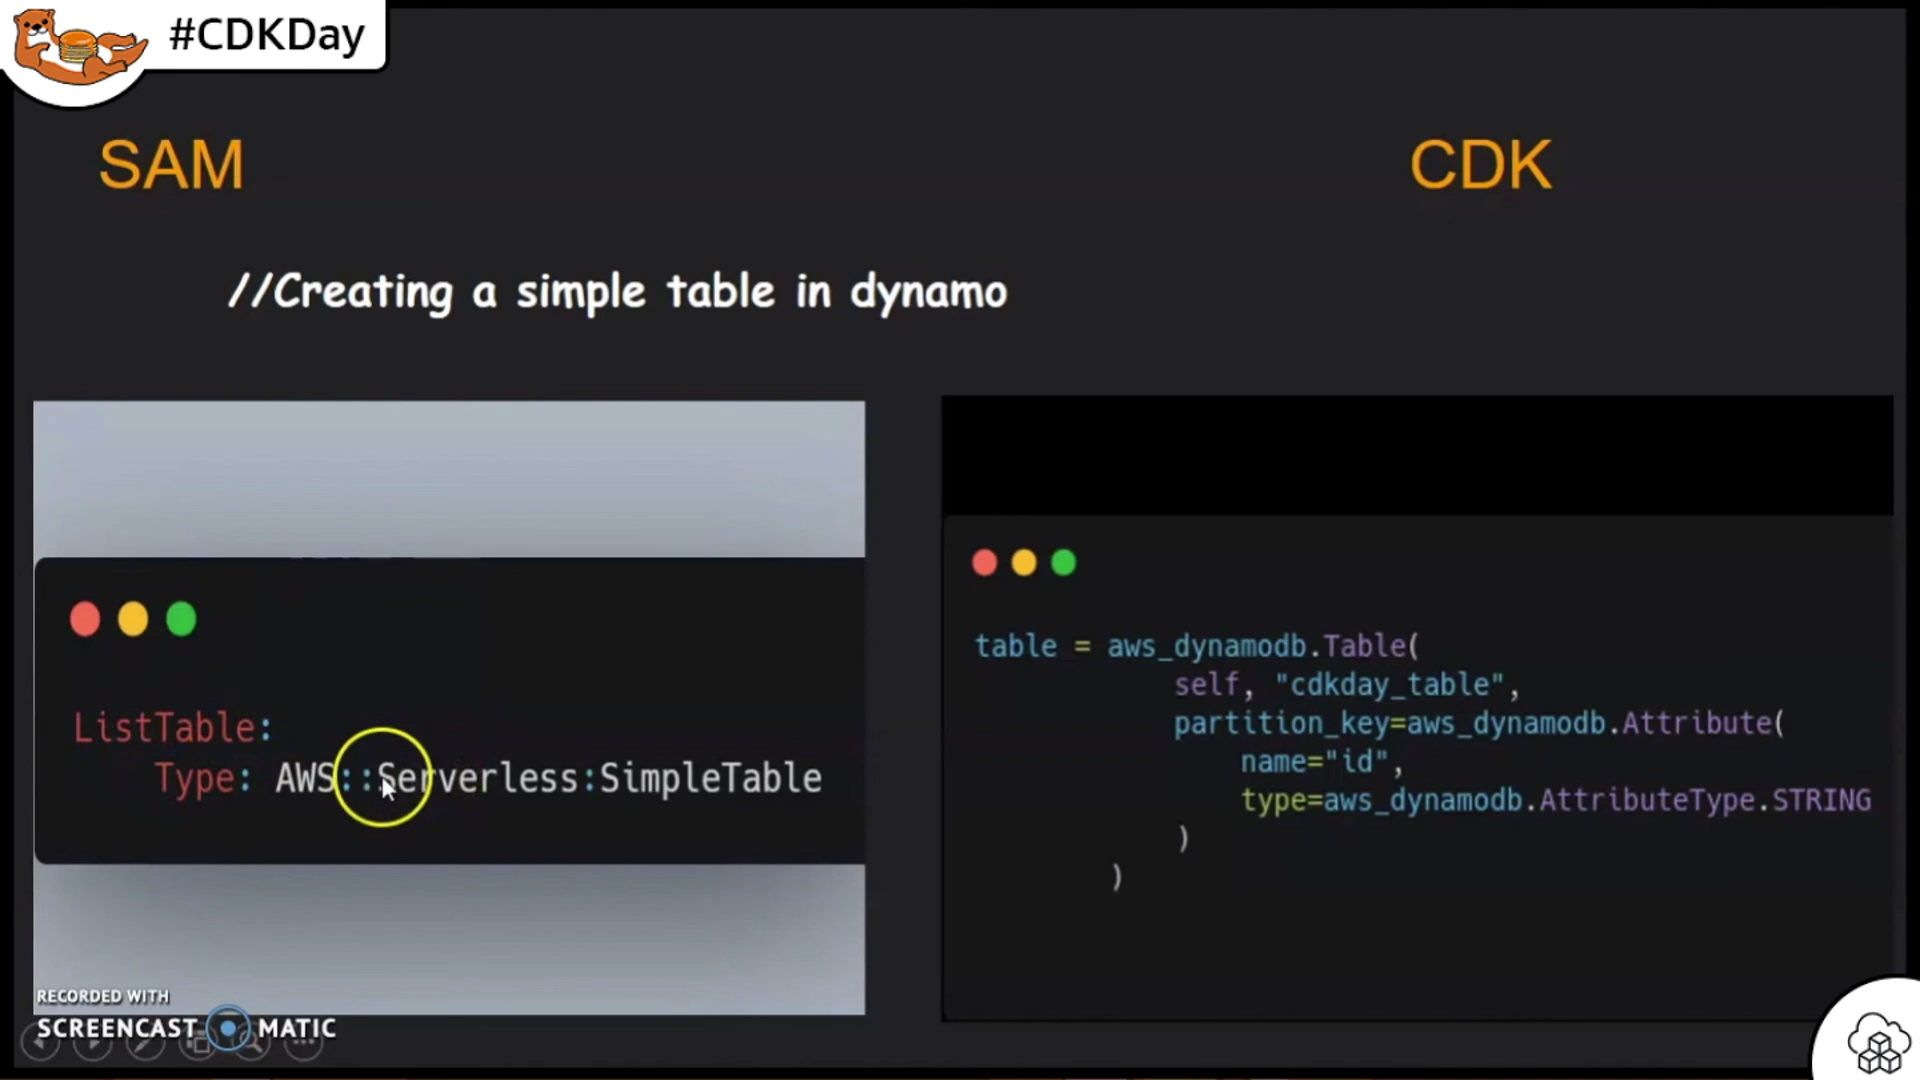 #CDKDay
SAM
CDK
//Creating a simple table in dynamo
ListTable:
Type: AWS::Serverless:SimpleTable
table = aws_dynamodb.Table(
self, "cdkday_table",
partition_key=aws_dynamodb.Attribute(
name="id",
type=aws_dynamodb.AttributeType.STRING
)
)
RECORDED WITH
SCREENCAST MATIC